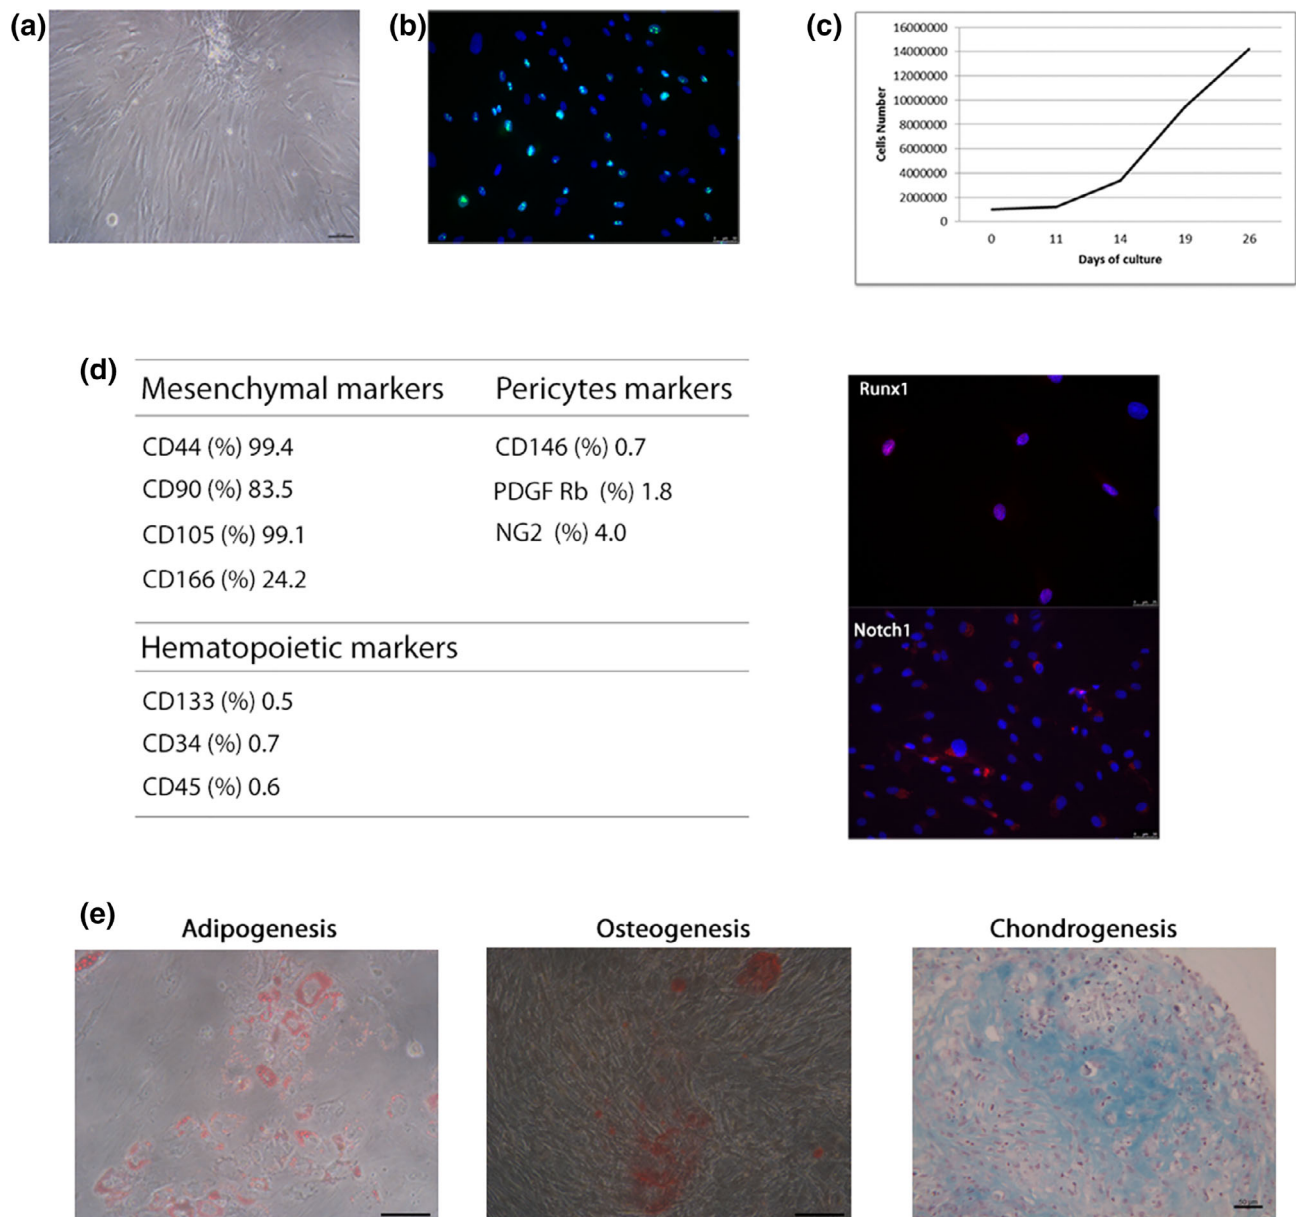 (a)
(b)
(c)
16000000
14000000
12000000
10000000
8000000
6000000
4000000
2000000
0
Cells Number
0 11 14 19 26
Days of culture
(d)
Mesenchymal markers Pericytes markers
CD44 (%) 99.4 CD146 (%) 0.7
CD90 (%) 83.5 PDGF Rb (%) 1.8
CD105 (%) 99.1 NG2 (%) 4.0
CD166 (%) 24.2
Hematopoietic markers
CD133 (%) 0.5
CD34 (%) 0.7
CD45 (%) 0.6
Runx1
Notch1
(e)
Adipogenesis
Osteogenesis
Chondrogenesis
50 µm